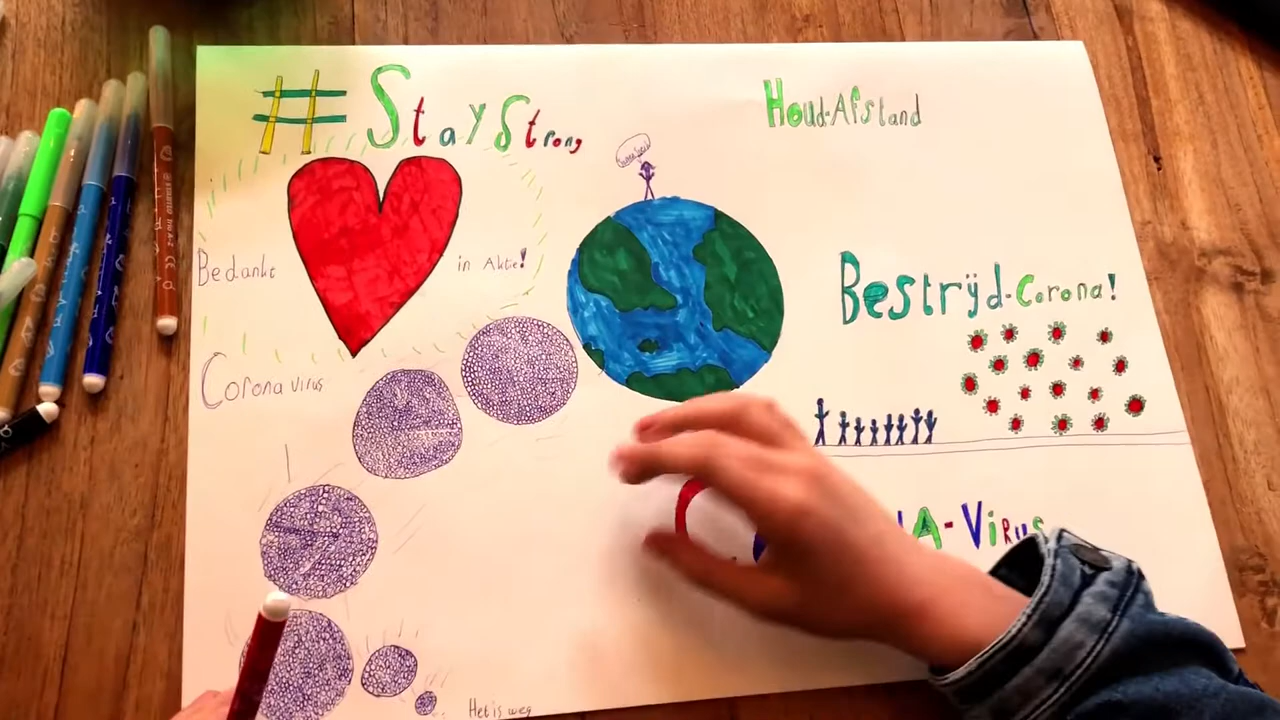 #StayStrong
Houd-Afstand
Bedankt
in Aktie!
Bestrijd-Corona!
Corona virus
A-Virus
Het is weg